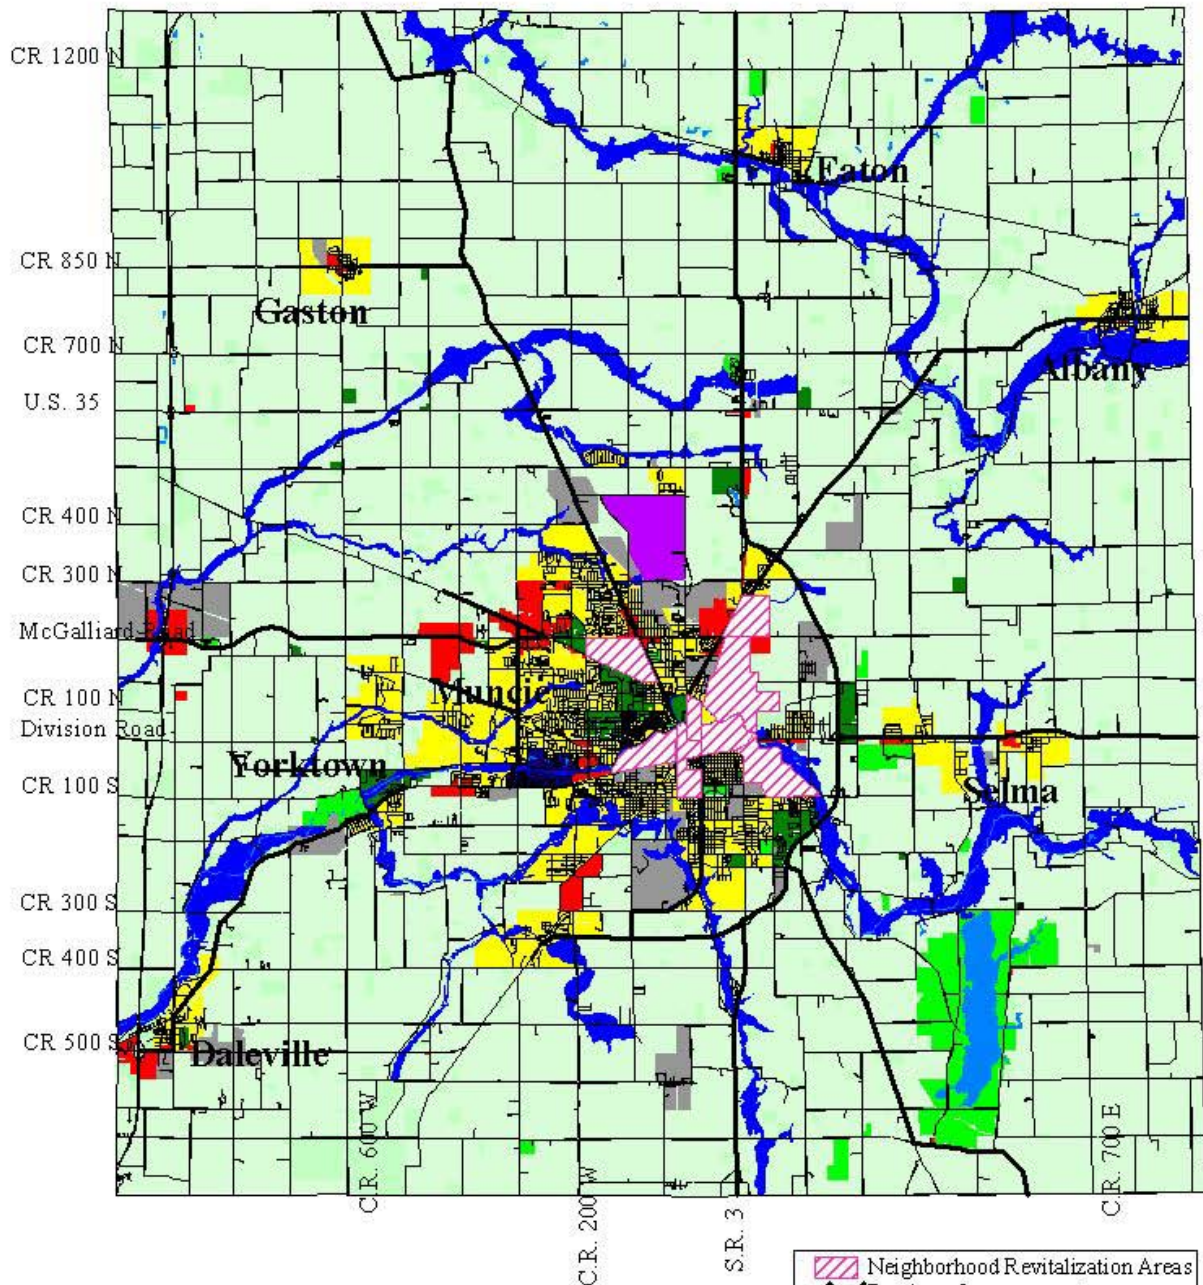 CR 1200 N
Eaton
CR 850 N
Gaston
CR 700 N
Albany
U.S. 35
CR 400 N
CR 300 N
McGalliard Road
CR 100 N
Muncie
Division Road
Yorktown
CR 100 S
Selma
CR 300 S
CR 400 S
CR 500 S
Daleville
C.R. 600 W
C.R. 200 W
S.R. 3
C.R. 700 E
Neighborhood Revitalization Areas